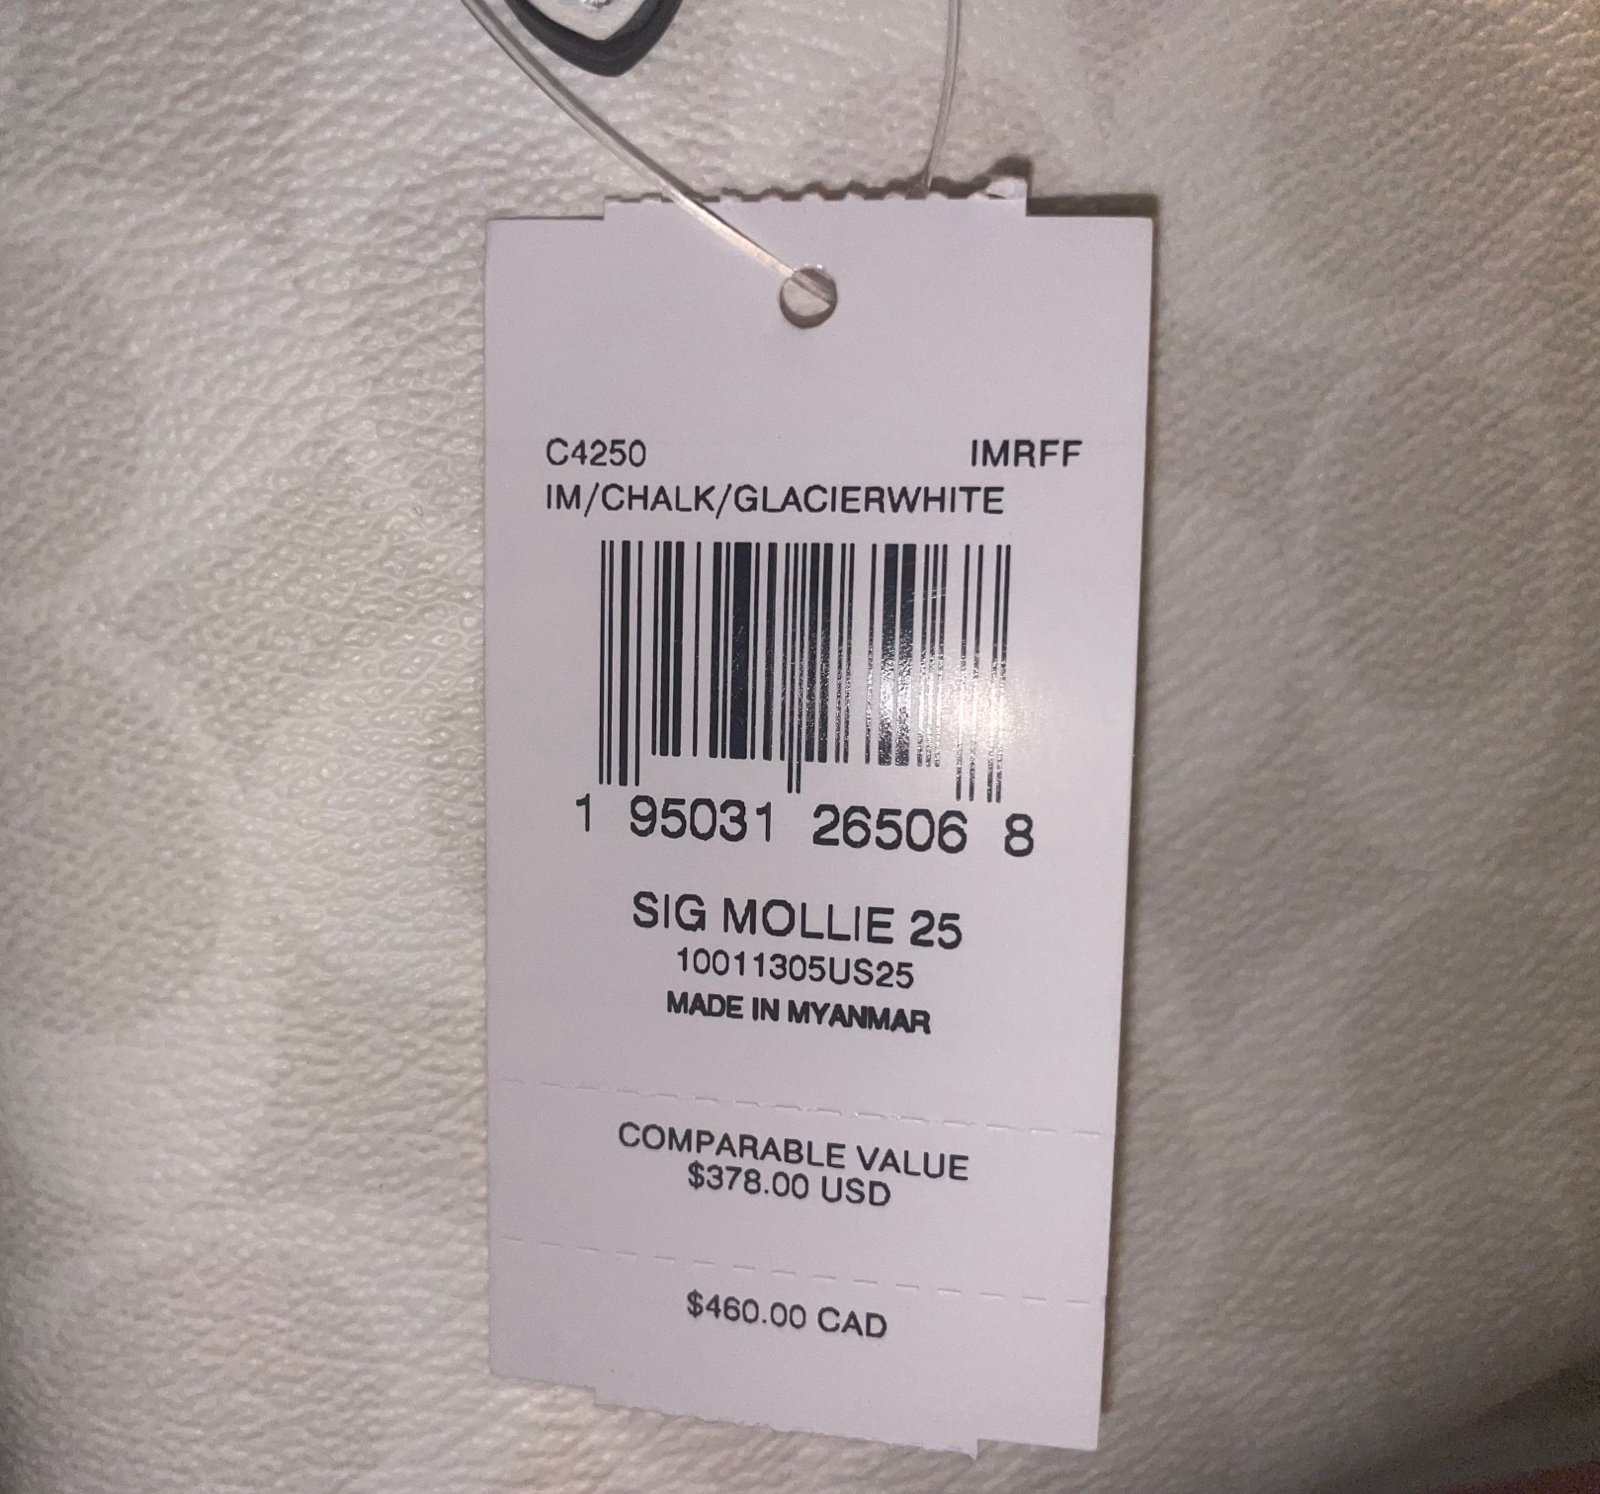 C4250 IMRFF
IM/CHALK/GLACIERWHITE
1 95031 26506 8
SIG MOLLIE 25
10011305US25
MADE IN MYANMAR
COMPARABLE VALUE
$378.00 USD
$460.00 CAD